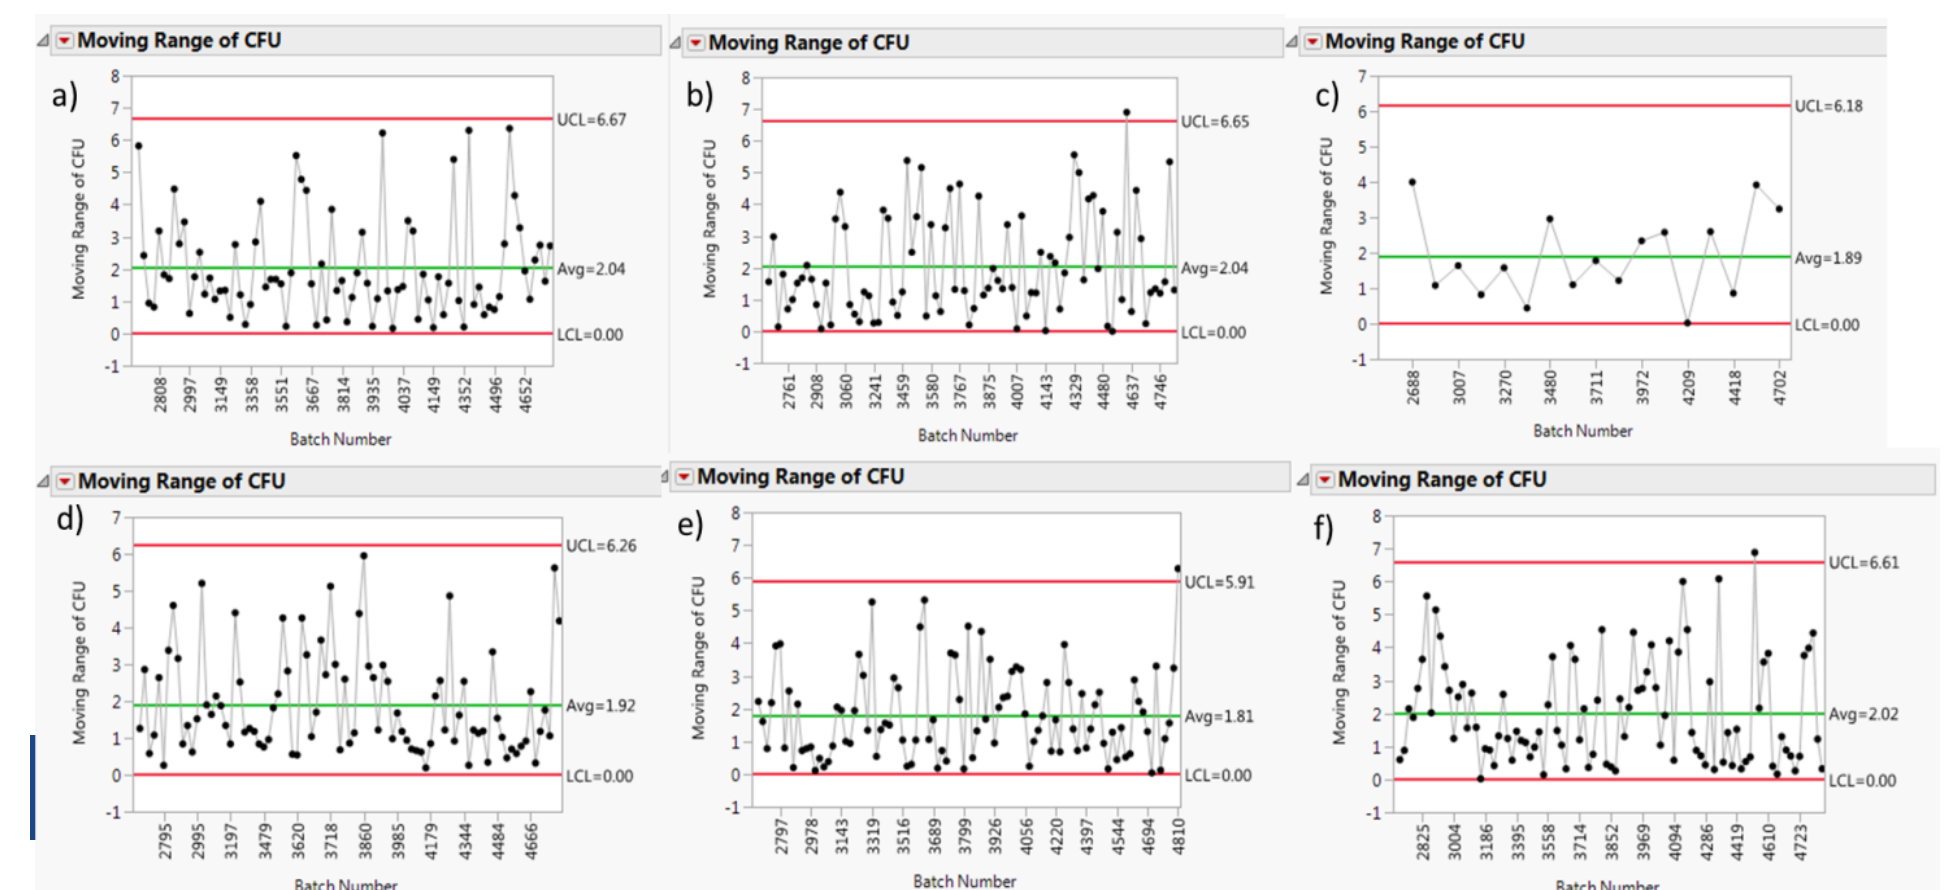 Moving Range of CFU
a)
8
7
6
5
4
3
2
1
0
-1
Moving Range of CFU
UCL=6.67
Avg=2.04
LCL=0.00
2808 2997 3149 3358 3551 3667 3814 3935 4037 4149 4352 4496 4652
Batch Number
Moving Range of CFU
b)
8
7
6
5
4
3
2
1
0
-1
Moving Range of CFU
UCL=6.65
Avg=2.04
LCL=0.00
2761 2908 3060 3241 3459 3580 3767 3875 4007 4143 4329 4480 4637 4746
Batch Number
Moving Range of CFU
c)
7
6
5
4
3
2
1
0
-1
Moving Range of CFU
UCL=6.18
Avg=1.89
LCL=0.00
2688 3007 3270 3480 3711 3972 4209 4418 4702
Batch Number
Moving Range of CFU
d)
7
6
5
4
3
2
1
0
-1
Moving Range of CFU
UCL=6.26
Avg=1.92
LCL=0.00
2795 2995 3197 3479 3620 3718 3860 3985 4179 4344 4484 4666
Batch Number
Moving Range of CFU
e)
8
7
6
5
4
3
2
1
0
-1
Moving Range of CFU
UCL=5.91
Avg=1.81
LCL=0.00
2797 2978 3143 3319 3516 3689 3799 3926 4056 4220 4397 4544 4694 4810
Batch Number
Moving Range of CFU
f)
8
7
6
5
4
3
2
1
0
-1
Moving Range of CFU
UCL=6.61
Avg=2.02
LCL=0.00
2825 3004 3186 3395 3558 3714 3852 3969 4094 4286 4419 4610 4723
Batch Number